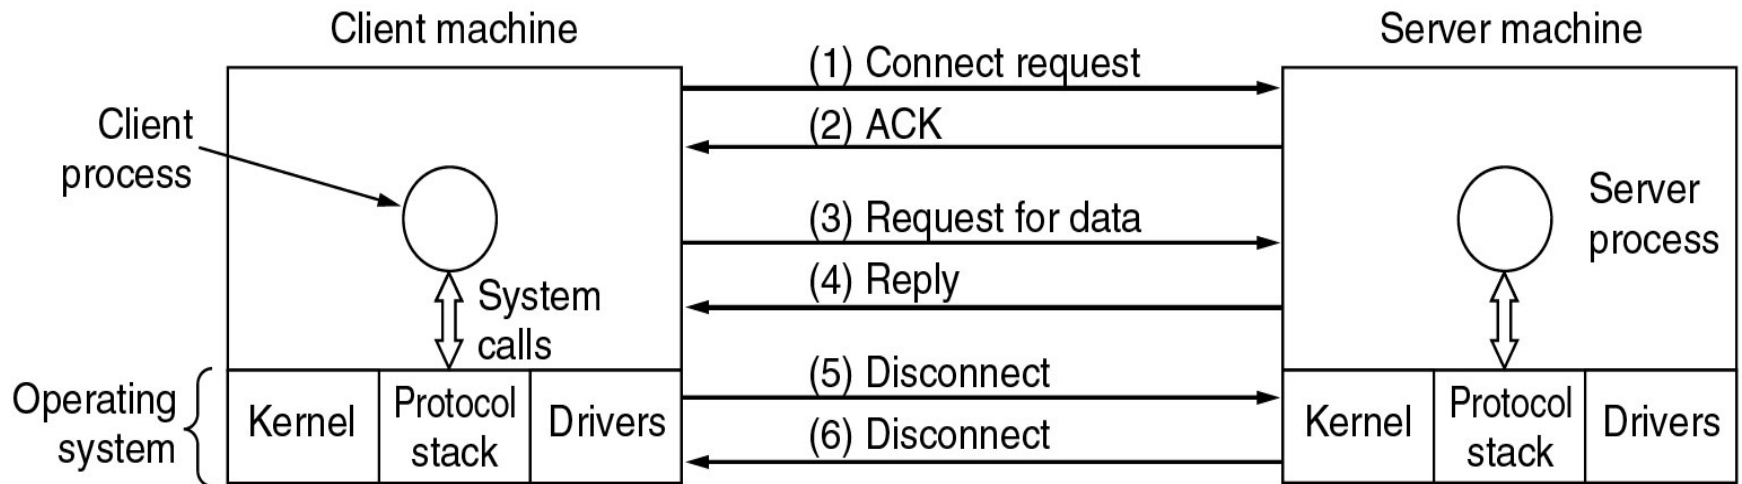 Client machine
Server machine
(1) Connect request
(2) ACK
Client
process
(3) Request for data
Server
process
(4) Reply
System
calls
(5) Disconnect
Operating
system
Kernel
Protocol
stack
Drivers
(6) Disconnect
Kernel
Protocol
stack
Drivers